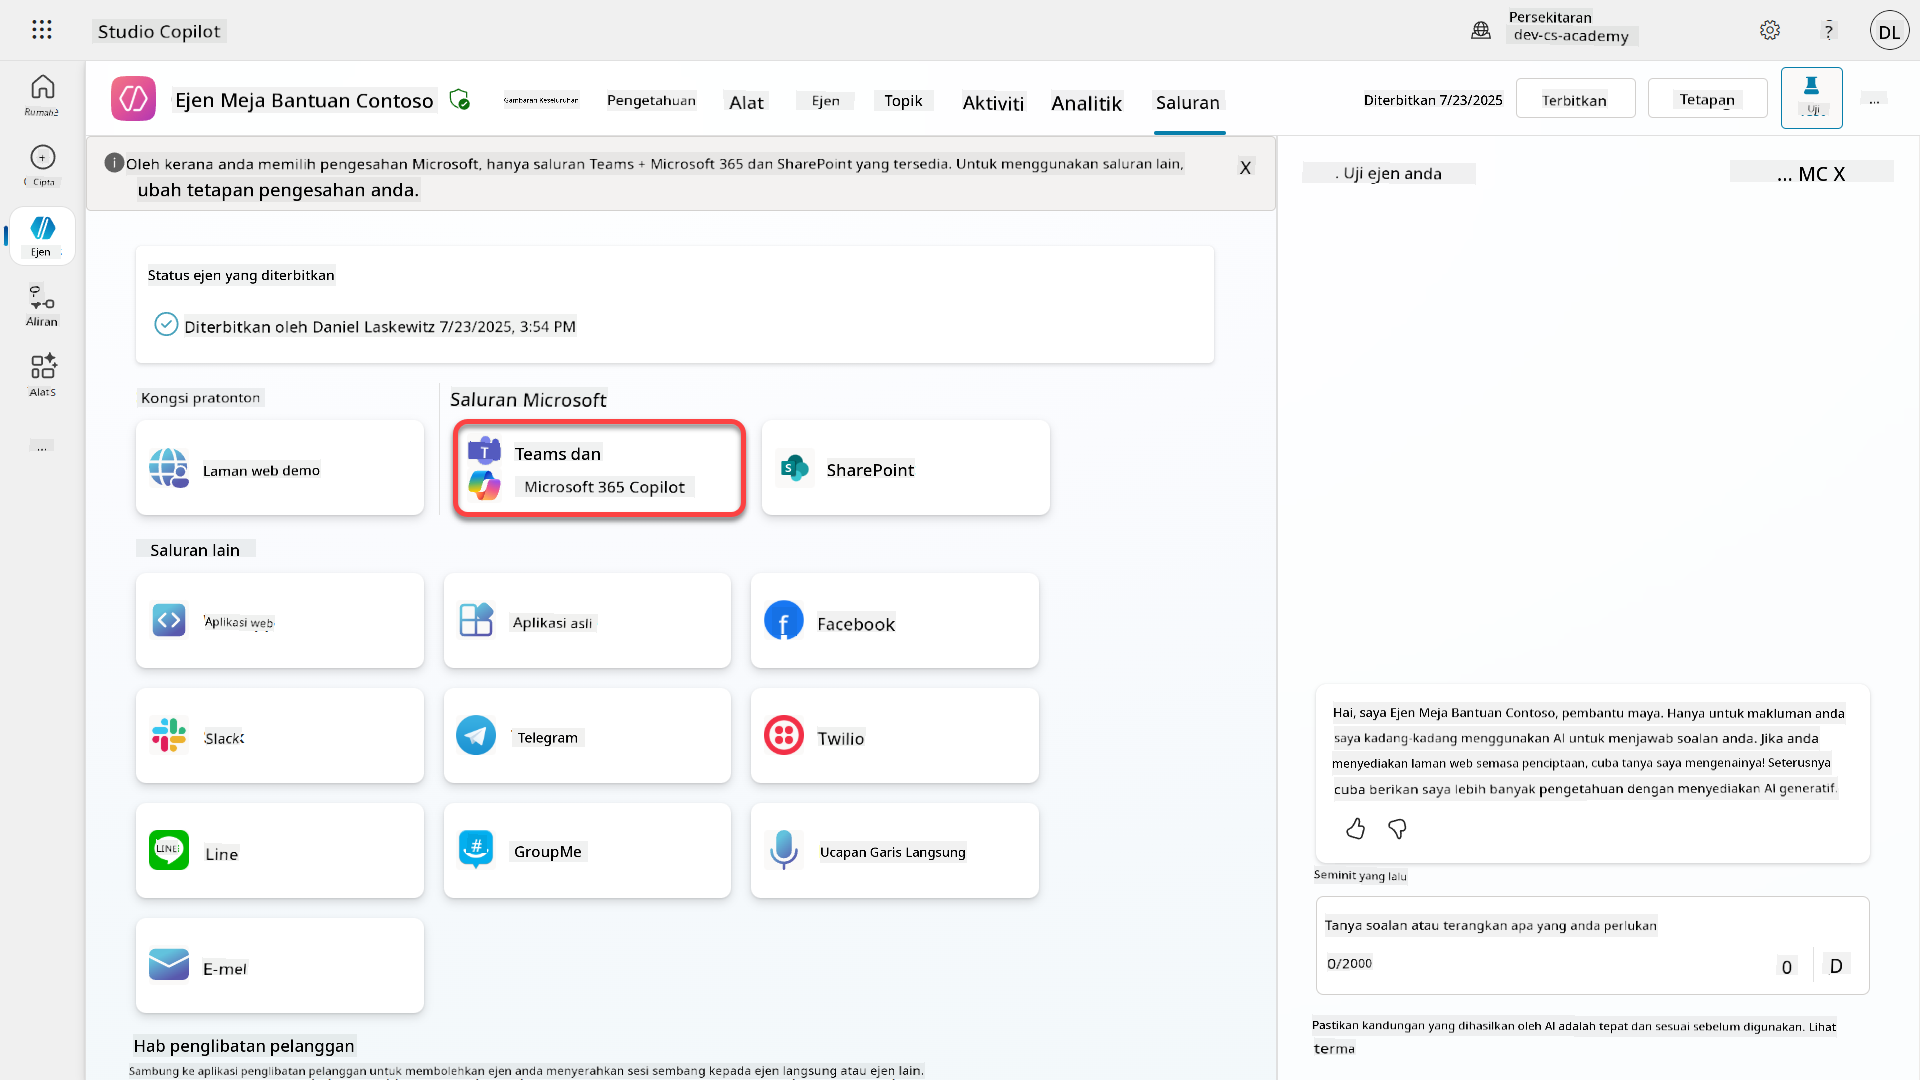 Studio Copilot
Persekitaran
dev-cs-academy
?
DL
Rumah
Cipta
Ejen
Aliran
Alat
...
Ejen Meja Bantuan Contoso
Gambaran Keseluruhan
Pengetahuan
Alat
Ejen
Topik
Aktiviti
Analitik
Saluran
Diterbitkan 7/23/2025
Terbitkan
Tetapan
Uji
...
Oleh kerana anda memilih pengesahan Microsoft, hanya saluran Teams + Microsoft 365 dan SharePoint yang tersedia. Untuk menggunakan saluran lain,
ubah tetapan pengesahan anda.
X
Status ejen yang diterbitkan
Diterbitkan oleh Daniel Laskewitz 7/23/2025, 3:54 PM
Kongsi pratonton
Laman web demo
Saluran Microsoft
Teams dan
Microsoft 365 Copilot
SharePoint
Saluran lain
Aplikasi web
Aplikasi asli
Facebook
Slack
Telegram
Twilio
LINE
Line
GroupMe
Ucapan Garis Langsung
E-mel
Hab penglibatan pelanggan
Sambung ke aplikasi penglibatan pelanggan untuk membolehkan ejen anda menyerahkan sesi sembang kepada ejen langsung atau ejen lain.
. Uji ejen anda
... MC X
Hai, saya Ejen Meja Bantuan Contoso, pembantu maya. Hanya untuk makluman anda
saya kadang-kadang menggunakan AI untuk menjawab soalan anda. Jika anda
menyediakan laman web semasa penciptaan, cuba tanya saya mengenainya! Seterusnya
cuba berikan saya lebih banyak pengetahuan dengan menyediakan AI generatif.
Seminit yang lalu
Tanya soalan atau terangkan apa yang anda perlukan
0/2000
0
D
Pastikan kandungan yang dihasilkan oleh AI adalah tepat dan sesuai sebelum digunakan. Lihat
terma